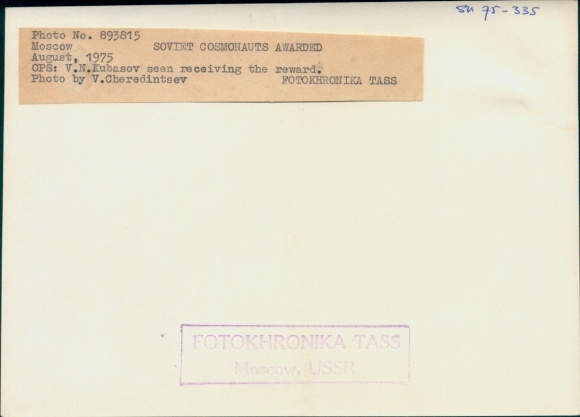 SU 75-335
Photo No. 893815
Moscow SOVIET COSMONAUTS AWARDED
August, 1975
OPS: V.N.Kubasov seen receiving the reward.
Photo by V.Cheredintsev FOTOKHRONIKA TASS
FOTOKHRONIKA TASS
Moscow, USSR